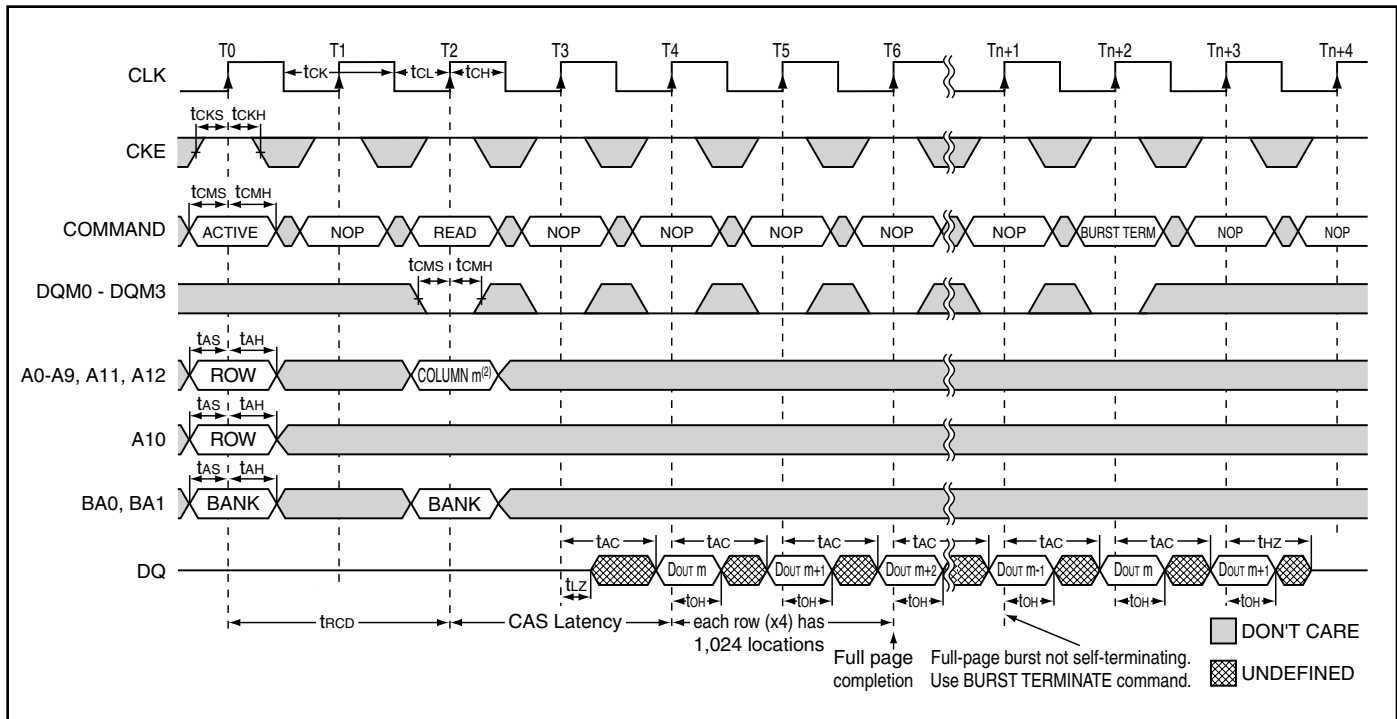 T0 T1 T2 T3 T4 T5 T6 Tn+1 Tn+2 Tn+3 Tn+4
CLK tCK tCL tCH
tCKS tCKH
CKE
tCMS tCMH
COMMAND ACTIVE NOP READ NOP NOP NOP NOP NOP BURST TERM NOP NOP
tCMS tCMH
DQM0 - DQM3
tAS tAH
A0-A9, A11, A12 ROW COLUMN m(2)
tAS tAH
A10 ROW
tAS tAH
BA0, BA1 BANK BANK
tAC tAC tAC tAC tAC tAC tHZ
DQ DOUT m DOUT m+1 DOUT m+2 DOUT m-1 DOUT m DOUT m+1
tLZ tOH tOH tOH tOH tOH tOH
tRCD CAS Latency each row (x4) has
1,024 locations
Full page
completion
Full-page burst not self-terminating.
Use BURST TERMINATE command.
DON'T CARE
UNDEFINED